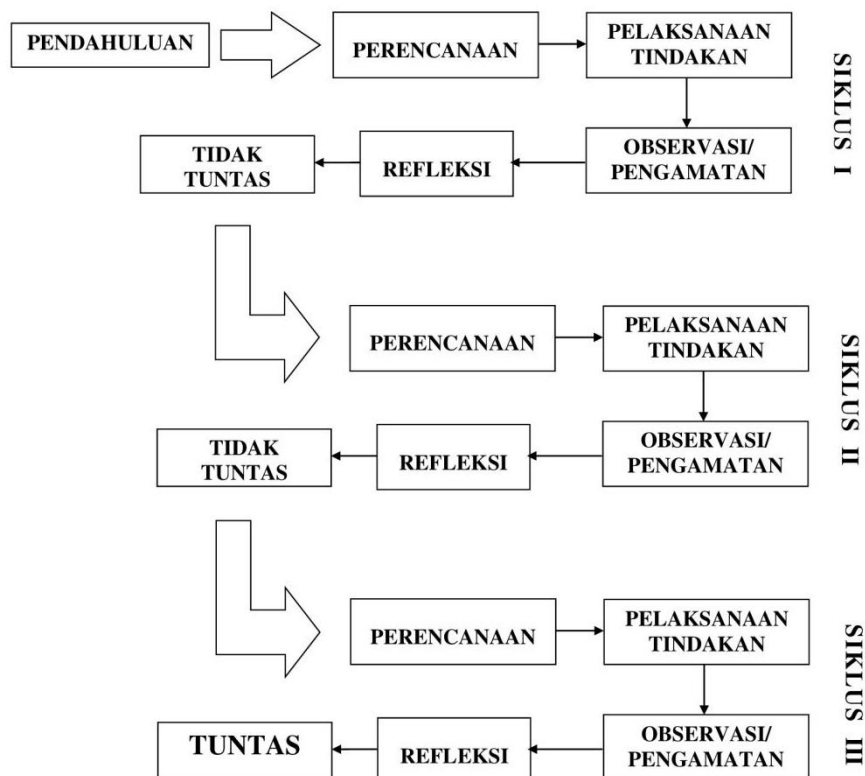 PENDAHULUAN
PERENCANAAN
PELAKSANAAN
TINDAKAN
TIDAK
TUNTAS
REFLEKSI
OBSERVASI/
PENGAMATAN
SIKLUS I
PERENCANAAN
PELAKSANAAN
TINDAKAN
TIDAK
TUNTAS
REFLEKSI
OBSERVASI/
PENGAMATAN
SIKLUS II
PERENCANAAN
PELAKSANAAN
TINDAKAN
TUNTAS
REFLEKSI
OBSERVASI/
PENGAMATAN
SIKLUS III